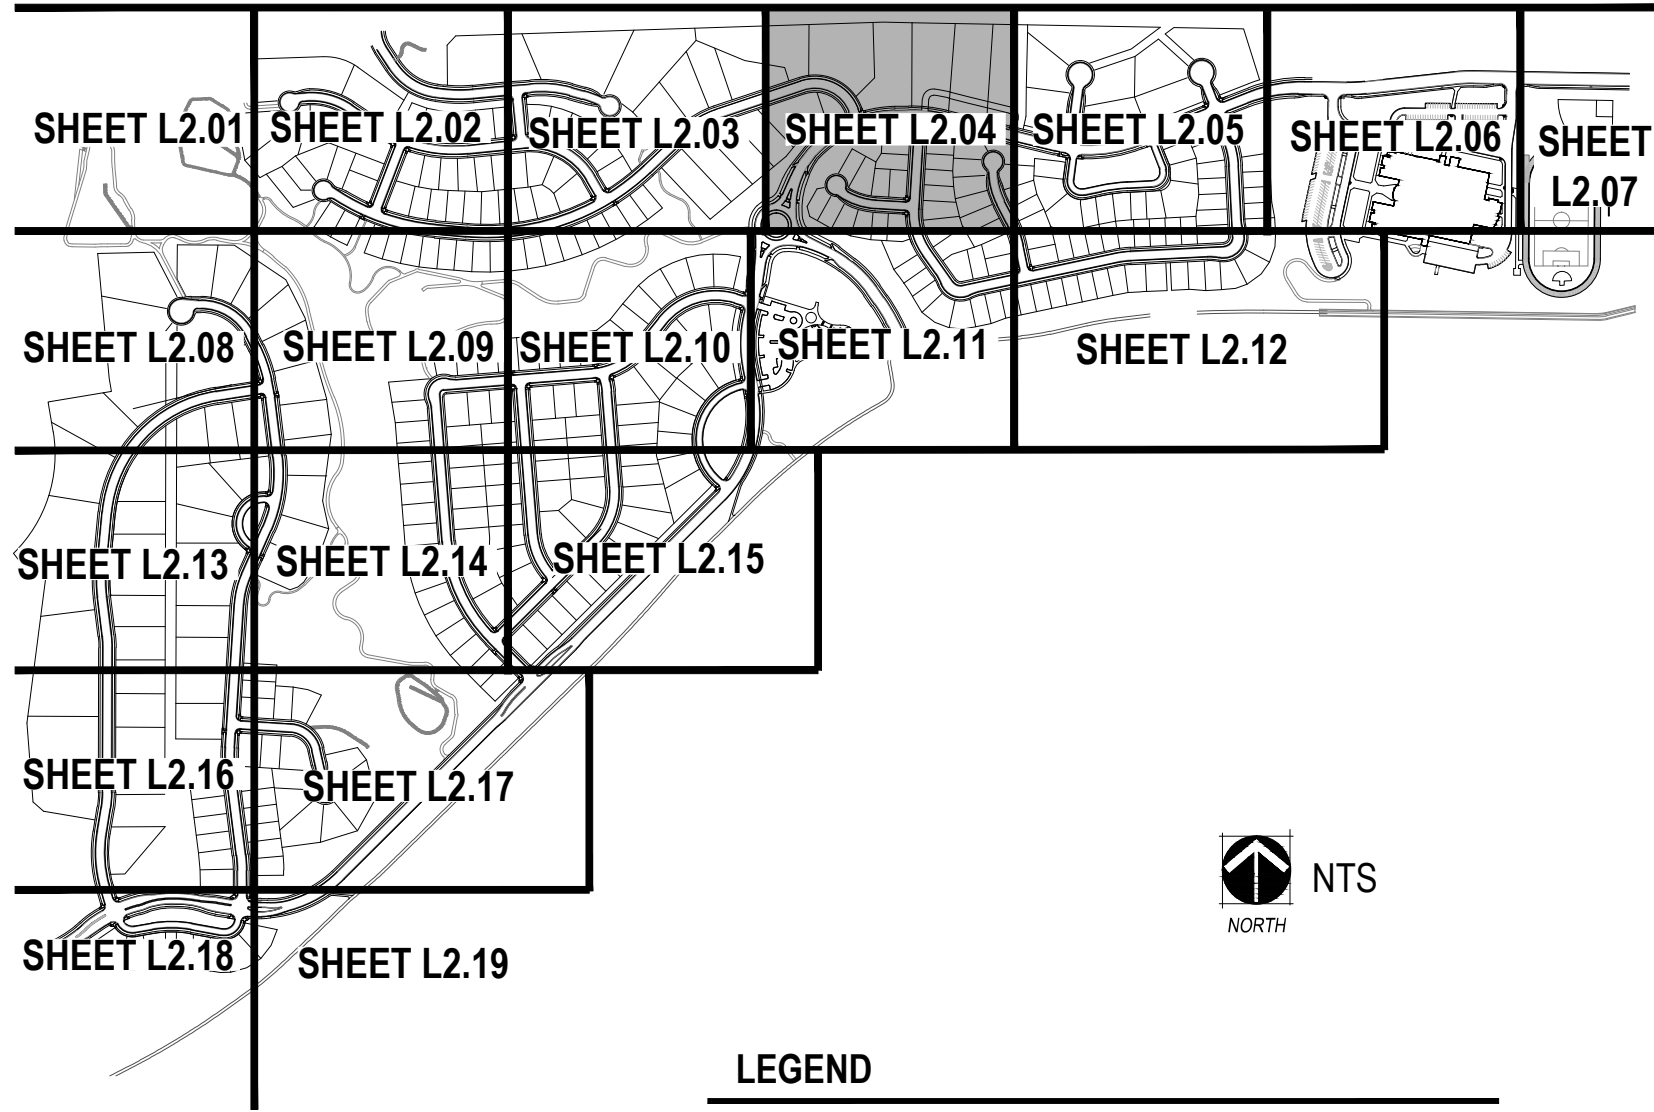 SHEET L2.01
SHEET L2.02
SHEET L2.03
SHEET L2.04
SHEET L2.05
SHEET L2.06
SHEET
L2.07
SHEET L2.08
SHEET L2.09
SHEET L2.10
SHEET L2.11
SHEET L2.12
SHEET L2.13
SHEET L2.14
SHEET L2.15
SHEET L2.16
SHEET L2.17
NTS
NORTH
SHEET L2.18
SHEET L2.19
LEGEND